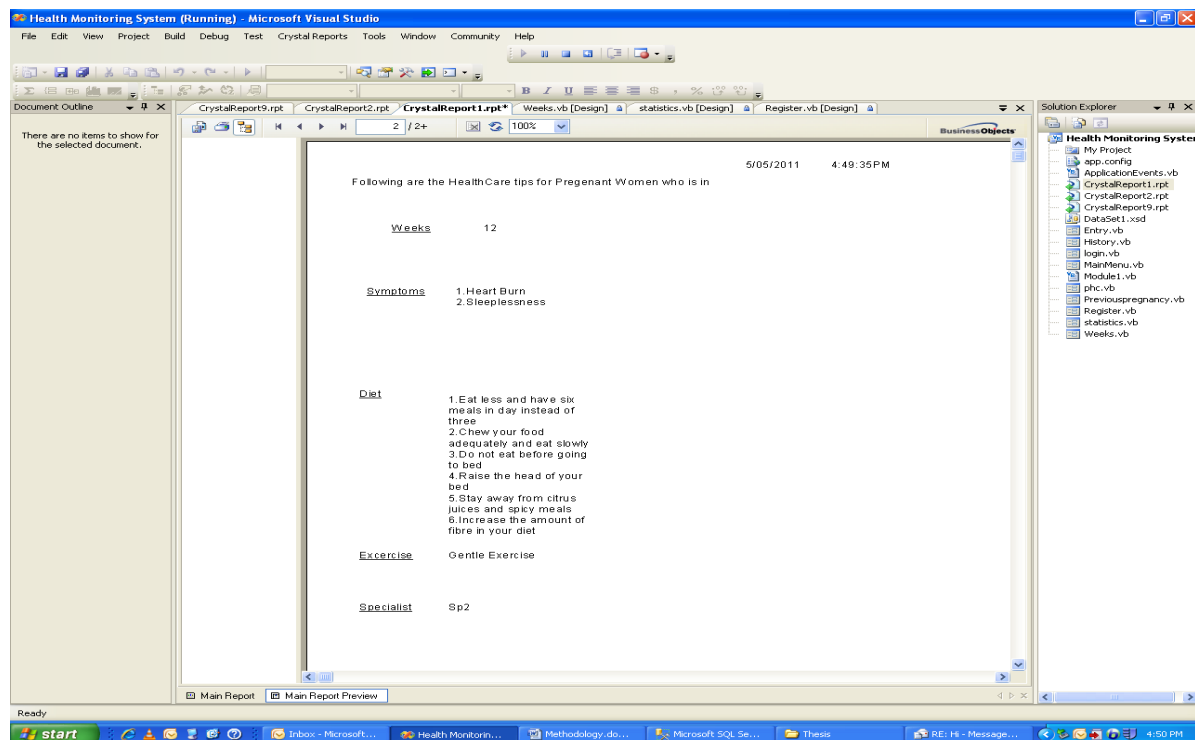 Health Monitoring System (Running) - Microsoft Visual Studio
File Edit View Project Build Debug Test Crystal Reports Tools Window Community Help
Document Outline
CrystalReport9.rpt CrystalReport2.rpt CrystalReport1.rpt* Weeks.vb [Design] statistics.vb [Design] Register.vb [Design]
Solution Explorer
There are no items to show for
the selected document.
2 / 2+ 100%
BusinessObjects
5/05/2011 4:49:35PM
Following are the HealthCare tips for Pregenant Women who is in
Weeks 12
Symptoms 1.Heart Burn
2.Sleeplessness
Diet
1.Eat less and have six
meals in day instead of
three
2.Chew your food
adequately and eat slowly
3.Do not eat before going
to bed
4.Raise the head of your
bed
5.Stay away from citrus
juices and spicy meals
6.Increase the amount of
fibre in your diet
Excercise Gentle Exercise
Specialist Sp2
Health Monitoring Syste
My Project
app.config
ApplicationEvents.vb
CrystalReport1.rpt
CrystalReport2.rpt
CrystalReport9.rpt
DataSet1.xsd
Entry.vb
History.vb
login.vb
MainMenu.vb
Module1.vb
phc.vb
Previouspregnancy.vb
Register.vb
statistics.vb
Weeks.vb
Main Report Main Report Preview
Ready
start Inbox - Microsoft... Health Monitorin... Methodology.do... Microsoft SQL Se... Thesis RE: Hi - Message... 4:50 PM